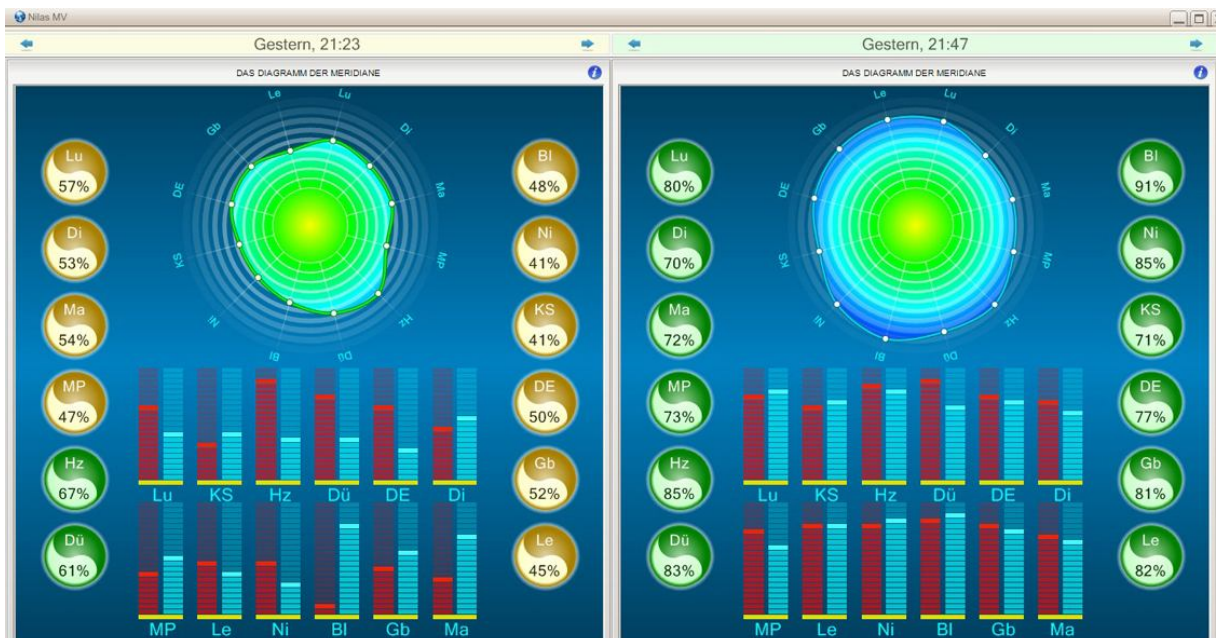 Nilas MV
Gestern, 21:23
DAS DIAGRAMM DER MERIDIANE
Le
Lu
Gb
Di
DE
Ma
KS
MP
Ni
Hz
Bl
Dü
Lu
57%
Di
53%
Ma
54%
MP
47%
Hz
67%
Dü
61%
Bl
48%
Ni
41%
KS
41%
DE
50%
Gb
52%
Le
45%
Lu KS Hz Dü DE Di
MP Le Ni Bl Gb Ma
Gestern, 21:47
DAS DIAGRAMM DER MERIDIANE
Le
Lu
Gb
Di
DE
Ma
KS
MP
Ni
Hz
Bl
Dü
Lu
80%
Di
70%
Ma
72%
MP
73%
Hz
85%
Dü
83%
Bl
91%
Ni
85%
KS
71%
DE
77%
Gb
81%
Le
82%
Lu KS Hz Dü DE Di
MP Le Ni Bl Gb Ma